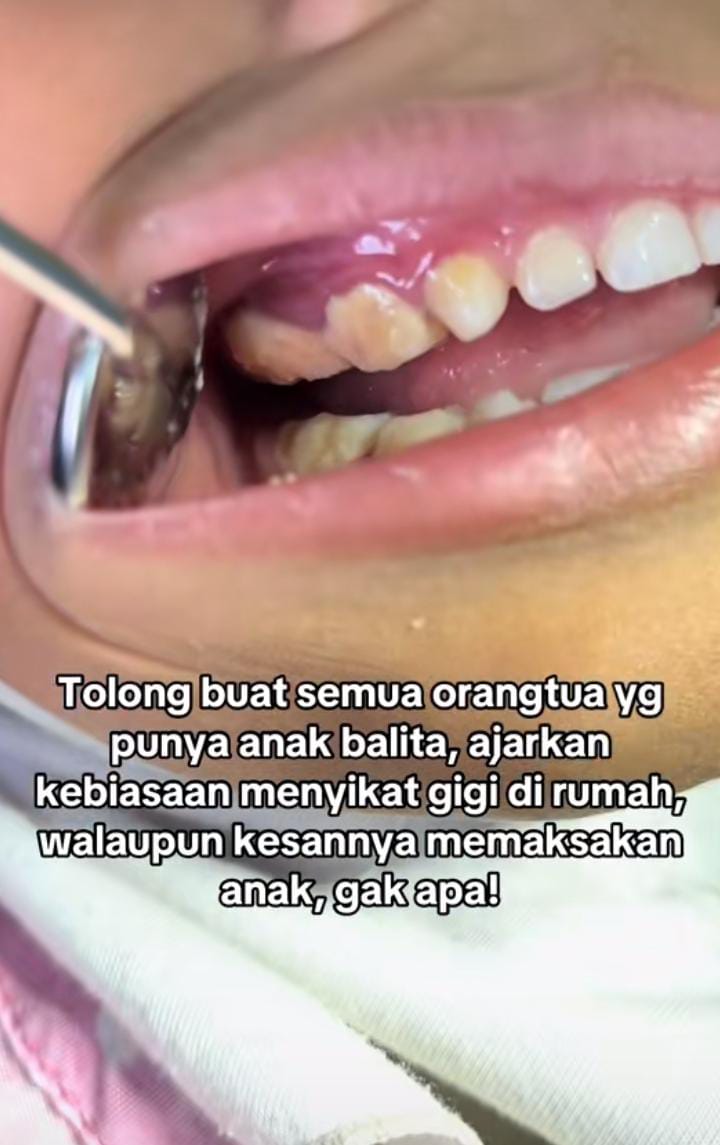 Tolong buat semua orangtua yg
punya anak balita, ajarkan
kebiasaan menyikat gigi di rumah,
walaupun kesannya memaksakan
anak, gak apa!